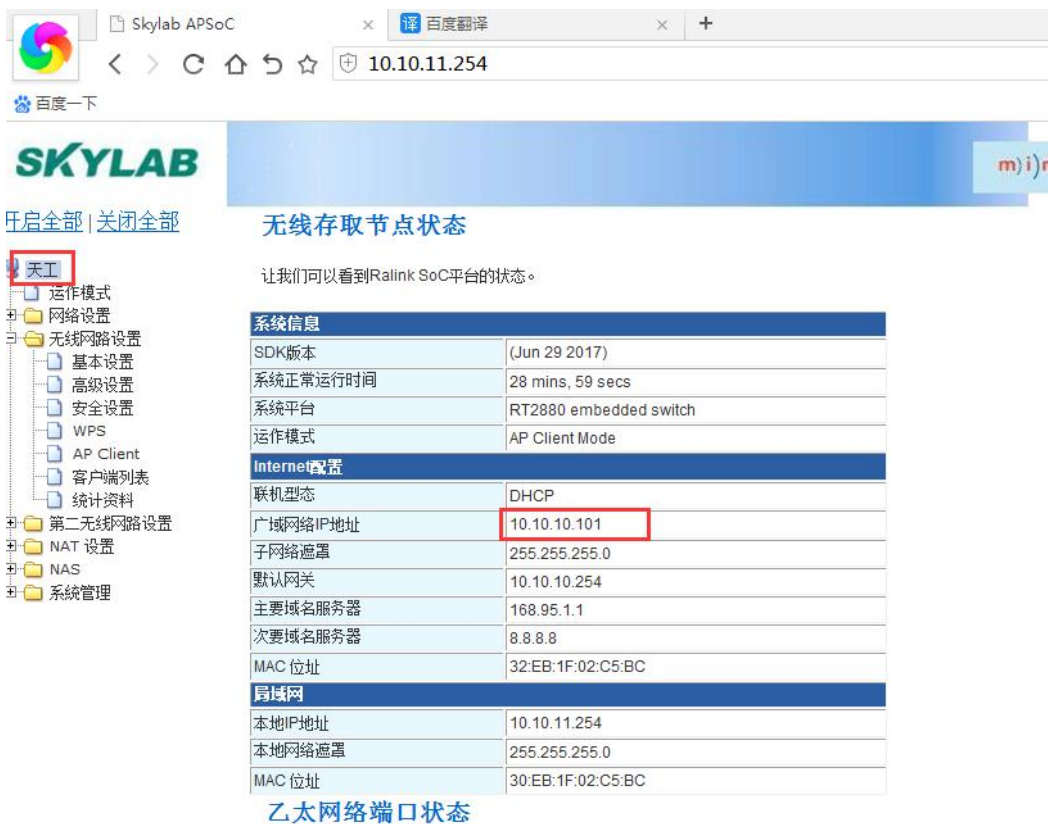 Skylab APSoC
译 百度翻译
10.10.11.254
百度一下
SKYLAB
开启全部 | 关闭全部
天工
运作模式
网络设置
无线网路设置
基本设置
高级设置
安全设置
WPS
AP Client
客户端列表
统计资料
第二无线网路设置
NAT 设置
NAS
系统管理
无线存取节点状态
让我们可以看到Ralink SoC平台的状态。
系统信息
SDK版本 (Jun 29 2017)
系统正常运行时间 28 mins, 59 secs
系统平台 RT2880 embedded switch
运作模式 AP Client Mode
Internet配置
联机型态 DHCP
广域网络IP地址 10.10.10.101
子网络遮罩 255.255.255.0
默认网关 10.10.10.254
主要域名服务器 168.95.1.1
次要域名服务器 8.8.8.8
MAC 位址 32:EB:1F:02:C5:BC
局域网
本地IP地址 10.10.11.254
本地网络遮罩 255.255.255.0
MAC 位址 30:EB:1F:02:C5:BC
乙太网络端口状态